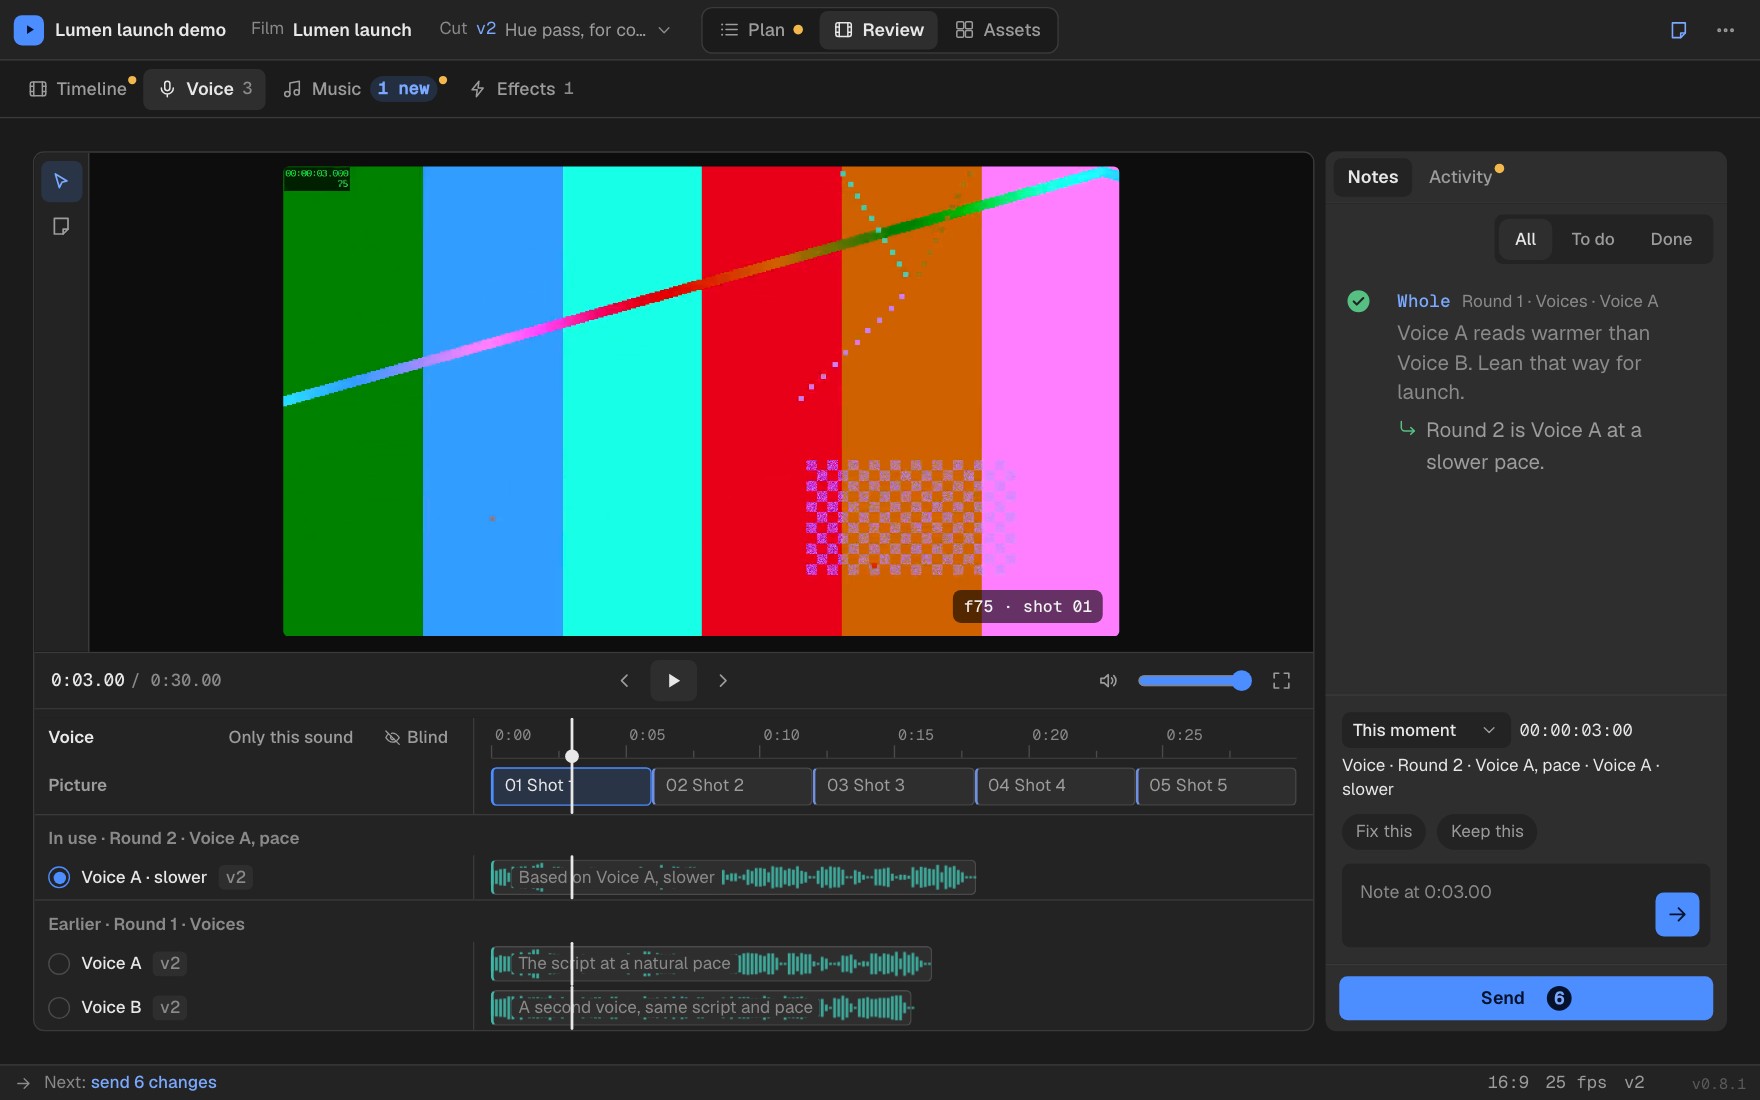 Lumen launch demo
Film Lumen launch
Cut v2 Hue pass, for co...
Plan
Review
Assets
Timeline
Voice 3
Music 1 new
Effects 1
00:00:03.000
75
f75 · shot 01
0:03.00 / 0:30.00
Voice
Only this sound
Blind
0:00 0:05 0:10 0:15 0:20 0:25
Picture
01 Shot 1
02 Shot 2
03 Shot 3
04 Shot 4
05 Shot 5
In use · Round 2 · Voice A, pace
Voice A · slower v2
Based on Voice A, slower
Earlier · Round 1 · Voices
Voice A v2
The script at a natural pace
Voice B v2
A second voice, same script and pace
Notes
Activity
All
To do
Done
Whole Round 1 · Voices · Voice A
Voice A reads warmer than
Voice B. Lean that way for
launch.
Round 2 is Voice A at a
slower pace.
This moment
00:00:03:00
Voice · Round 2 · Voice A, pace · Voice A ·
slower
Fix this
Keep this
Note at 0:03.00
Send 6
Next: send 6 changes
16:9 25 fps v2
v0.8.1